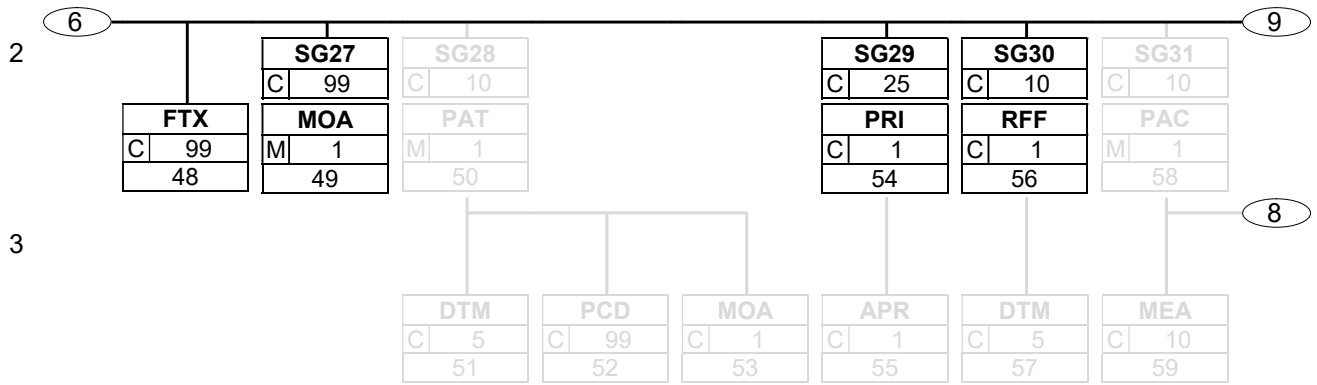 6 9
2 SG27 SG28 SG29 SG30 SG31
C 99 C 10 C 25 C 10 C 10
FTX MOA PAT PRI RFF PAC
C 99 M 1 M 1 C 1 C 1 M 1
48 49 50 54 56 58
8
3
DTM PCD MOA APR DTM MEA
C 5 C 99 C 1 C 1 C 5 C 10
51 52 53 55 57 59